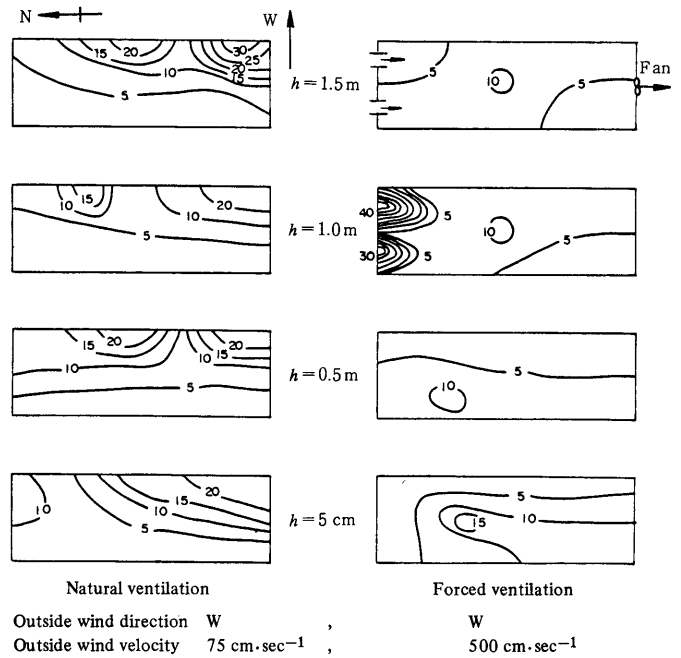 N W
15 20 30 25 20 15 10 5
h = 1.5 m
5 10 5 Fan
10 15 20 10 5
h = 1.0 m
40 5 10 30 5 5
15 20 20 10 15 10 5
h = 0.5 m
5 10
10 20 15 10 5
h = 5 cm
5 15 10
Natural ventilation Forced ventilation
Outside wind direction W , W
Outside wind velocity 75 cm·sec−1 , 500 cm·sec−1